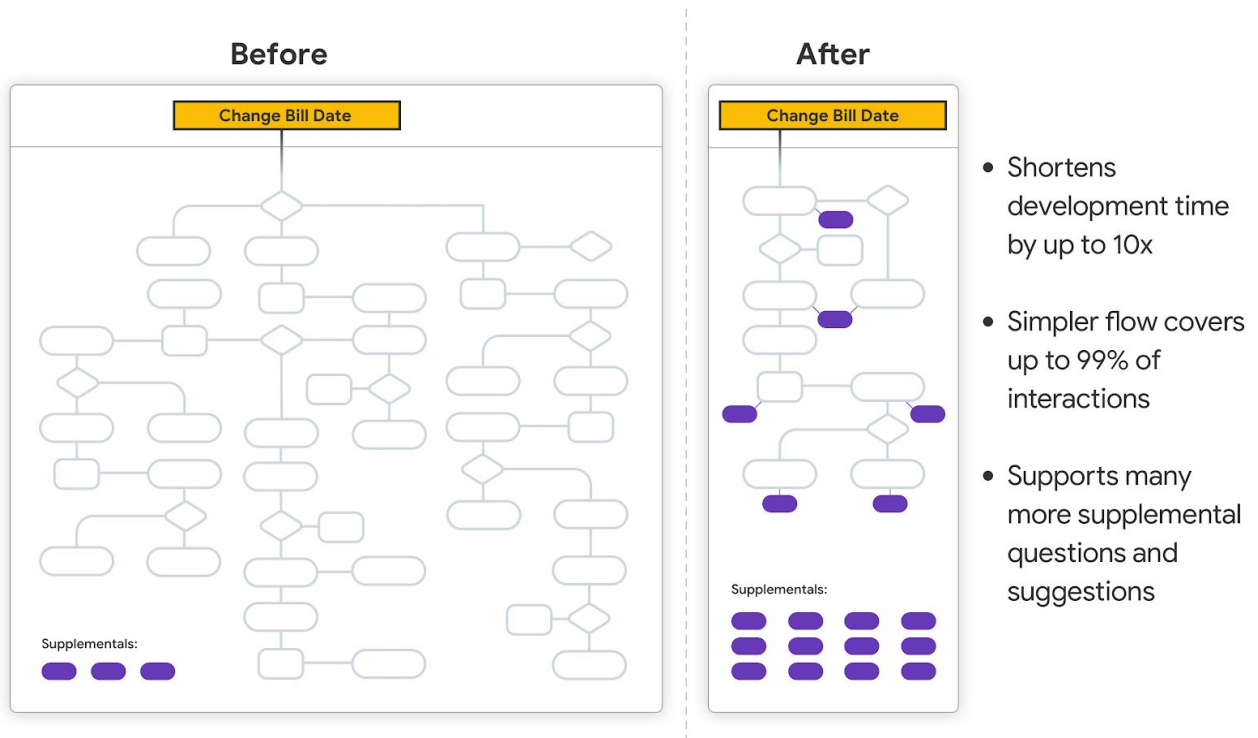 Before
Change Bill Date
Supplementals:
After
Change Bill Date
Supplementals:
• Shortens
development time
by up to 10x
• Simpler flow covers
up to 99% of
interactions
• Supports many
more supplemental
questions and
suggestions